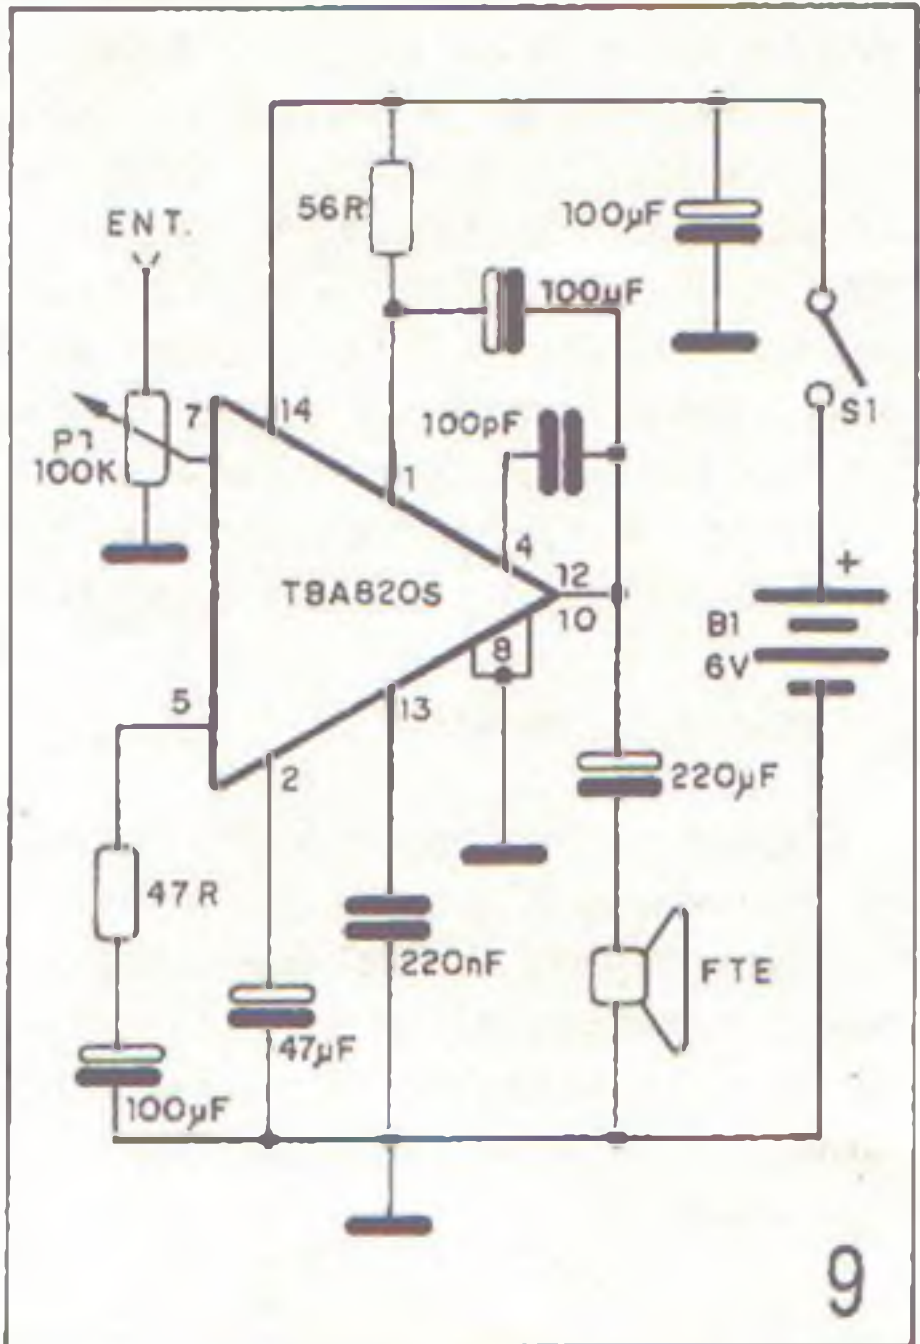 ENT.
56R
100µF
100µF
P1
100K
7
14
1
100pF
4
S1
TBA820S
12
10
8
+
B1
6V
5
13
2
220µF
47R
220nF
FTE
47µF
100µF
9